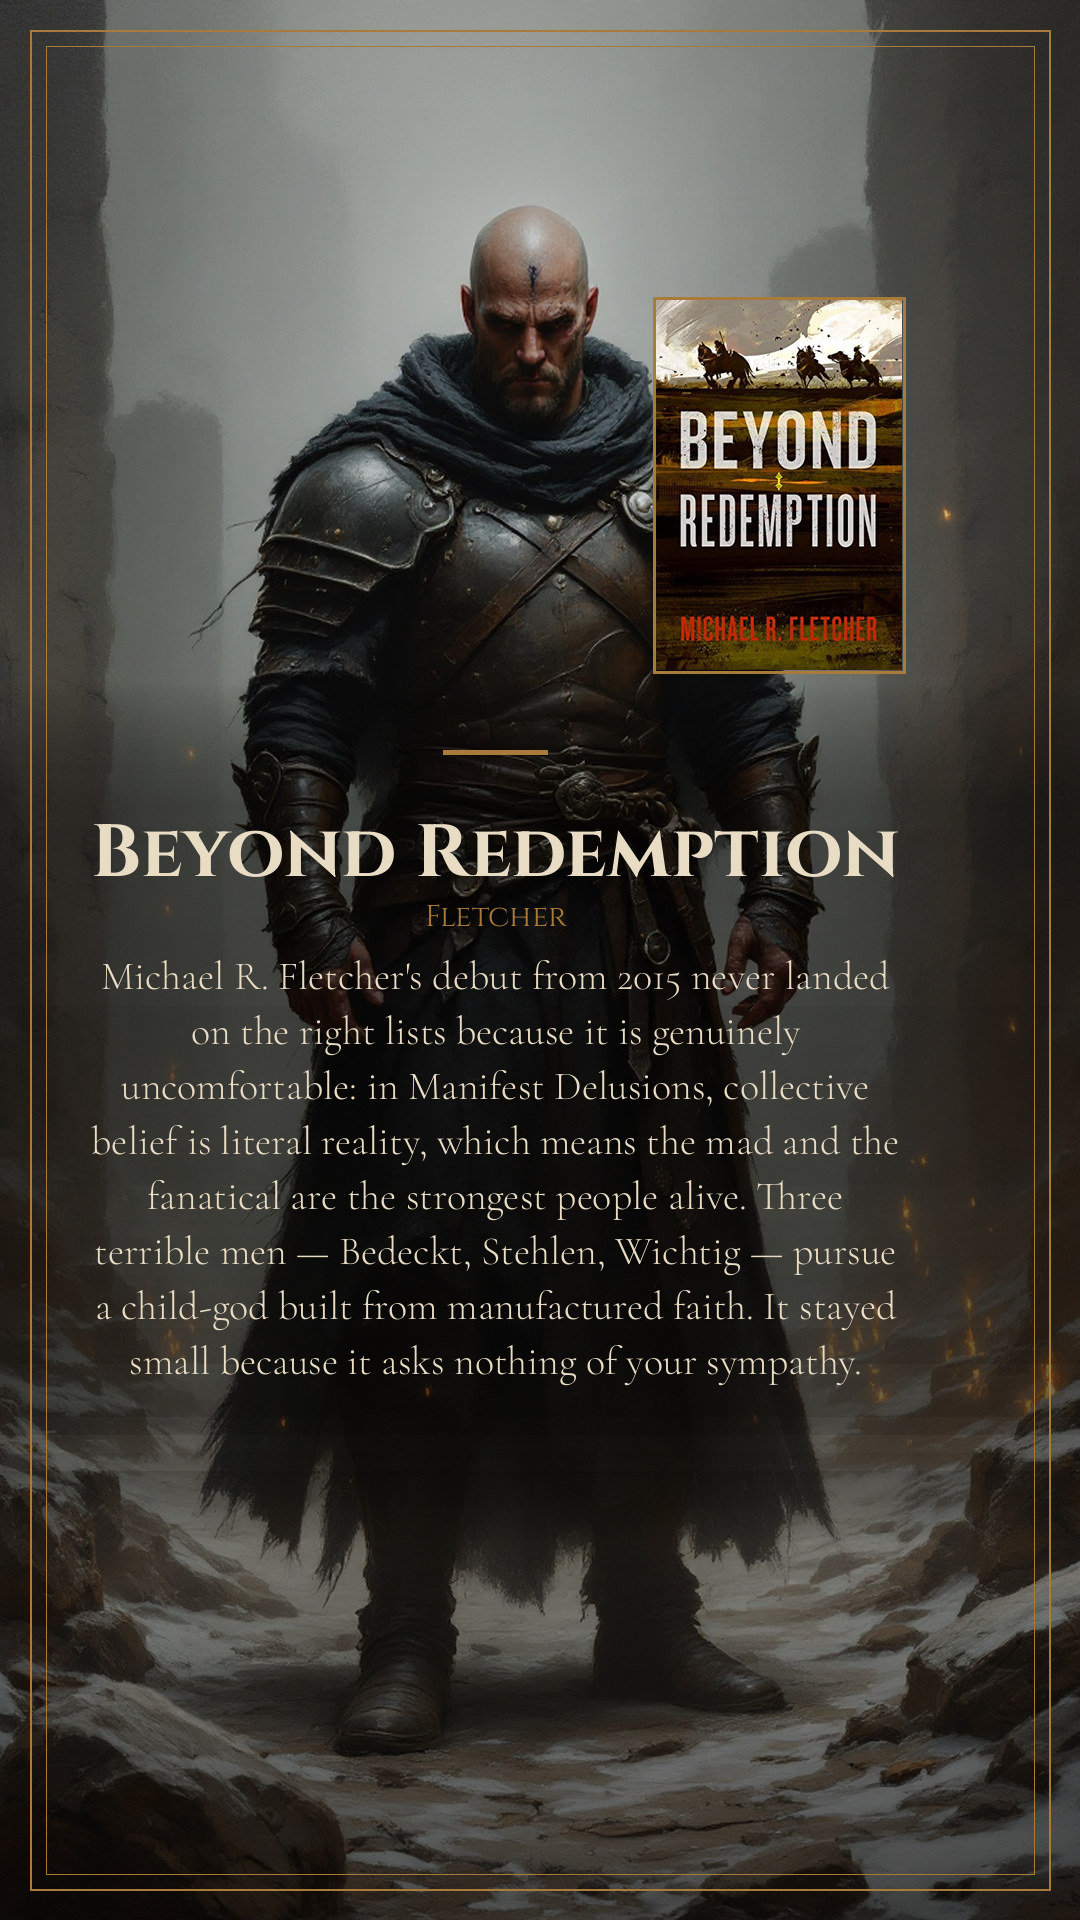 BEYOND
REDEMPTION
MICHAEL R. FLETCHER
Beyond Redemption
Fletcher
Michael R. Fletcher's debut from 2015 never landed
on the right lists because it is genuinely
uncomfortable: in Manifest Delusions, collective
belief is literal reality, which means the mad and the
fanatical are the strongest people alive. Three
terrible men — Bedeckt, Stehlen, Wichtig — pursue
a child-god built from manufactured faith. It stayed
small because it asks nothing of your sympathy.